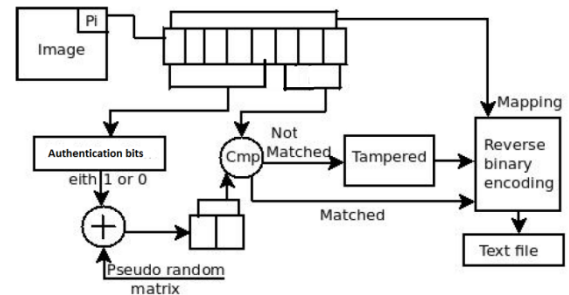 Pi
Image
Mapping
Authentication bits
eith 1 or 0
Cmp
Not
Matched
Tampered
Reverse
binary
encoding
Matched
+
Text file
Pseudo random
matrix